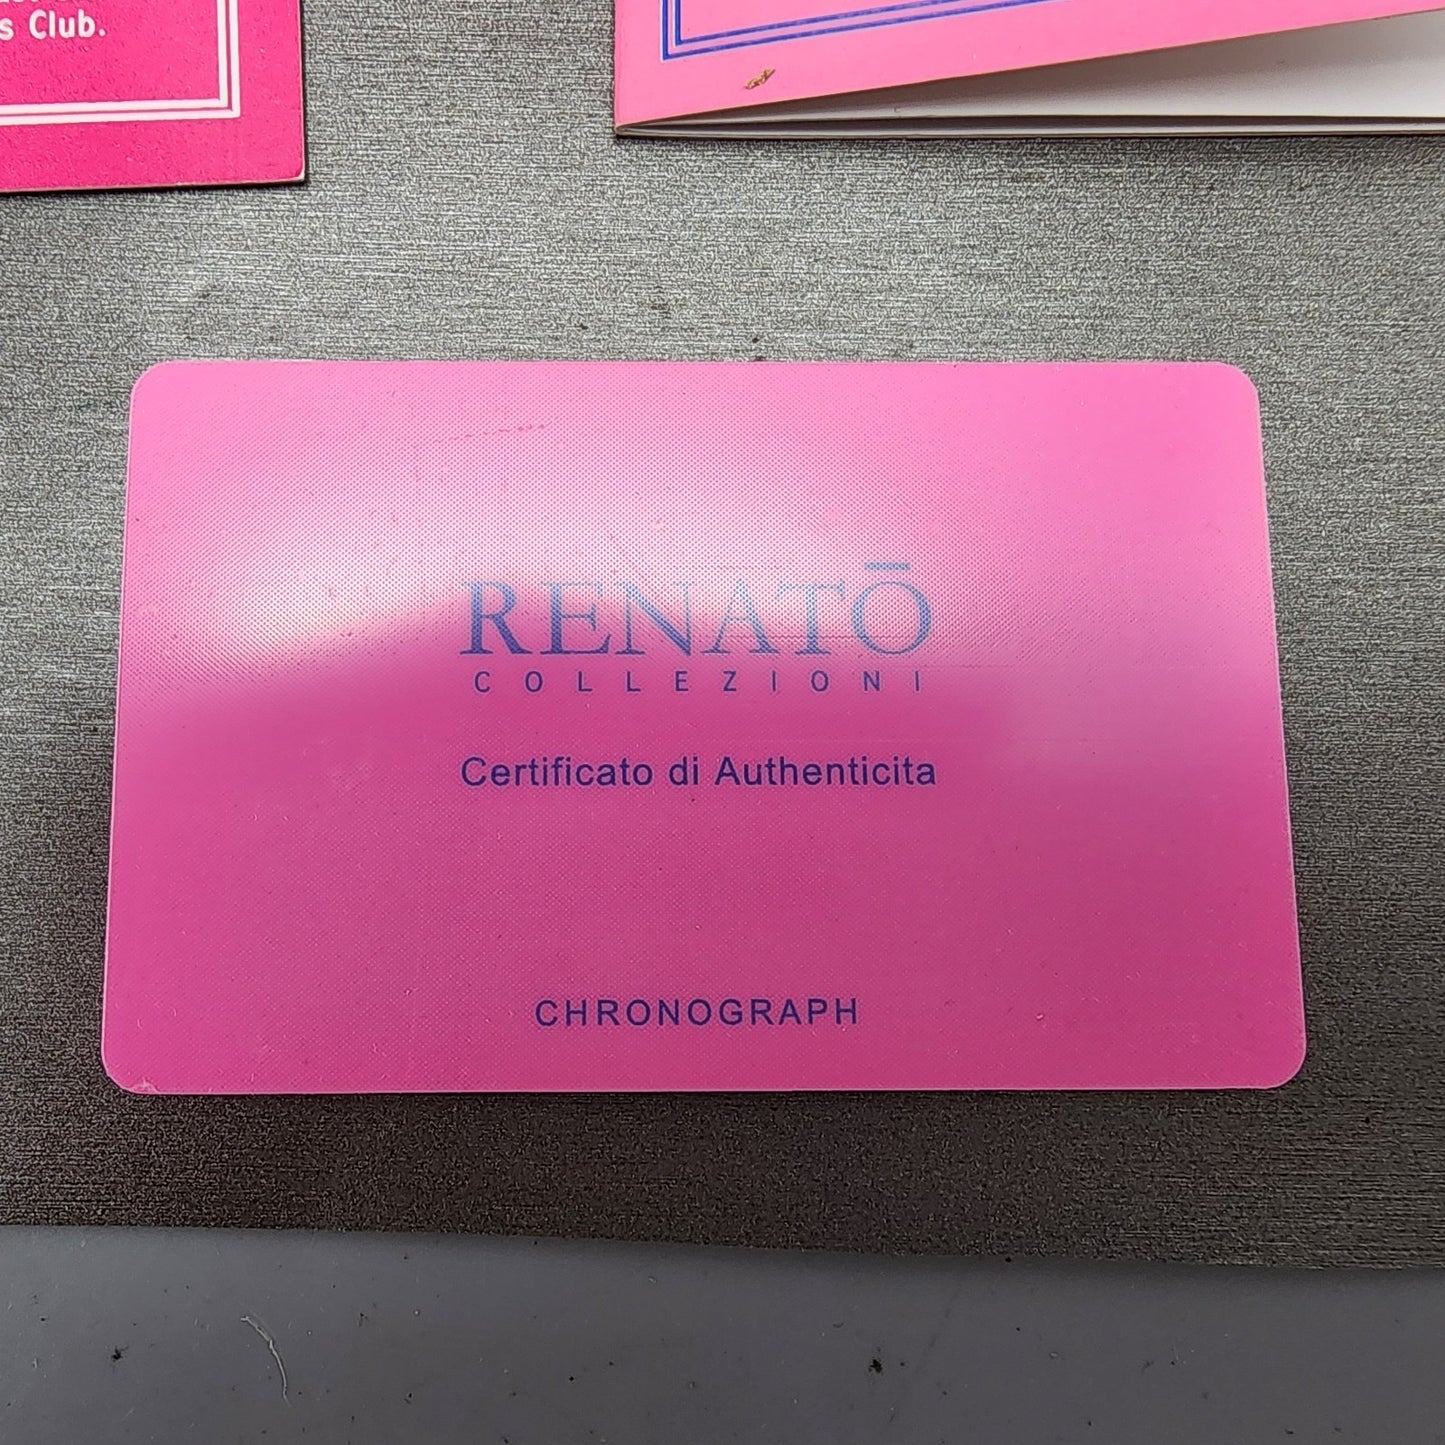 s Club.
RENATŌ
COLLEZIONI
Certificato di Authenticita
CHRONOGRAPH